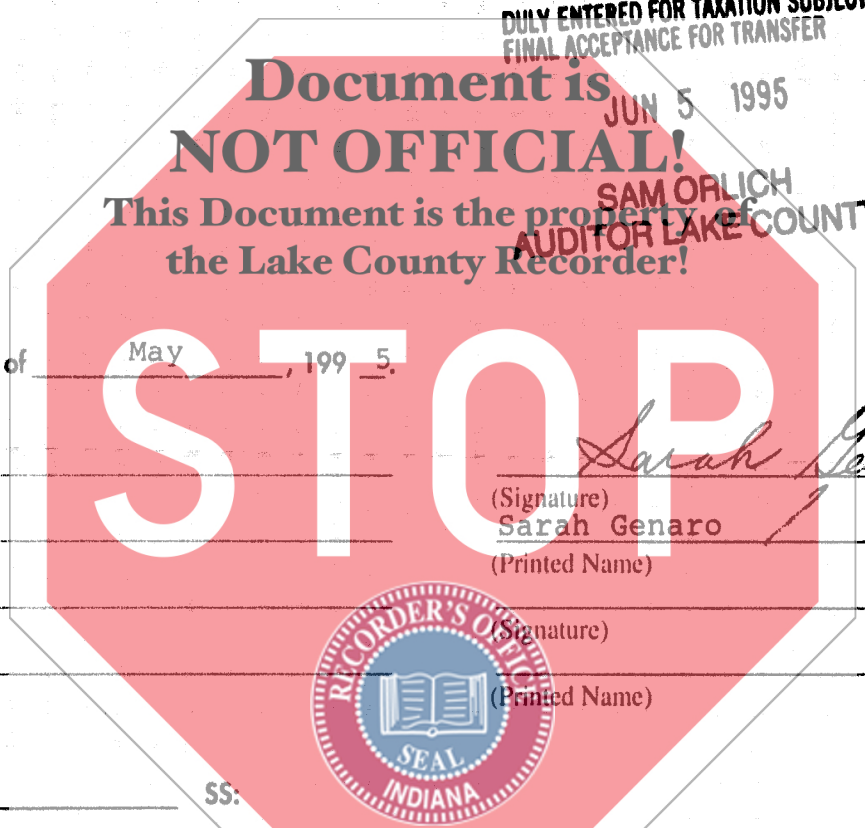 DULY ENTERED FOR TAXATION SUBJECT
FINAL ACCEPTANCE FOR TRANSFER
Document is
JUN 5 1995
NOT OFFICIAL!
SAM ORLICH
This Document is the property of
AUDITOR LAKE COUNT
the Lake County Recorder!
of May , 199 5.
STOP
Sarah Ge
(Signature)
Sarah Genaro
(Printed Name)
(Signature)
(Printed Name)
RECORDER'S OFFICE
SEAL
INDIANA
SS: